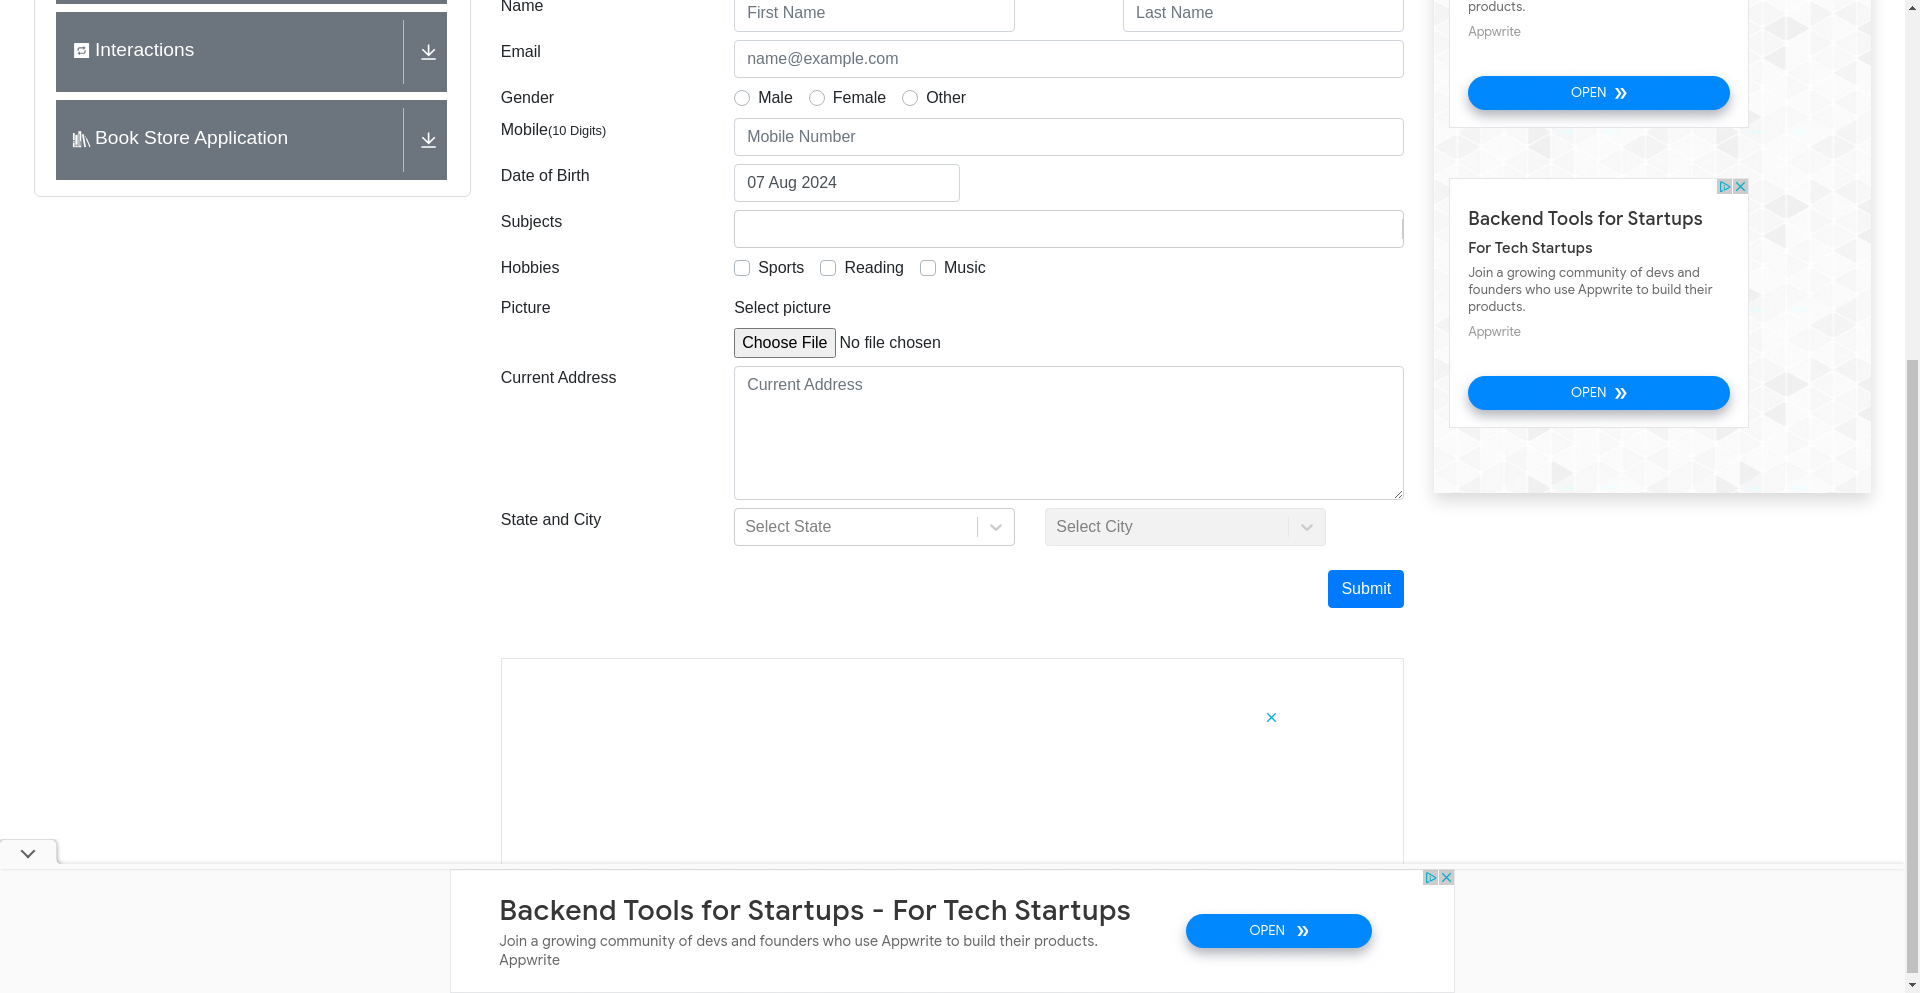 Interactions
Book Store Application
Name
First Name
Last Name
Email
name@example.com
Gender
Male
Female
Other
Mobile(10 Digits)
Mobile Number
Date of Birth
07 Aug 2024
Subjects
Hobbies
Sports
Reading
Music
Picture
Select picture
Choose File No file chosen
Current Address
Current Address
State and City
Select State
Select City
Submit
products.
Appwrite
OPEN »
Backend Tools for Startups
For Tech Startups
Join a growing community of devs and
founders who use Appwrite to build their
products.
Appwrite
OPEN »
Backend Tools for Startups - For Tech Startups
Join a growing community of devs and founders who use Appwrite to build their products.
Appwrite
OPEN »